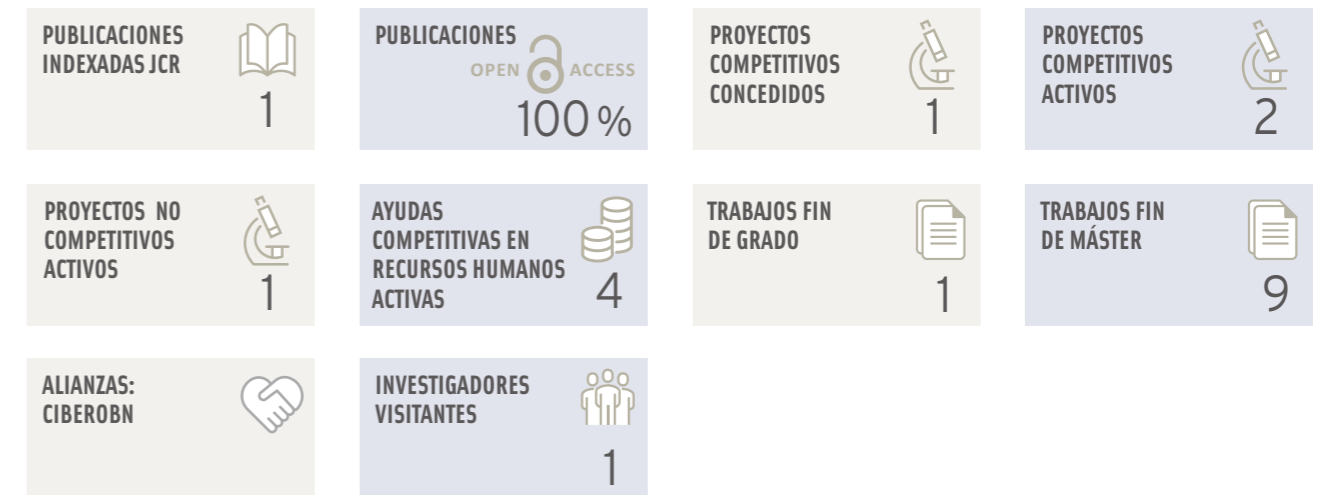 PUBLICACIONES
INDEXADAS JCR
1
PUBLICACIONES
OPEN ACCESS
100 %
PROYECTOS
COMPETITIVOS
CONCEDIDOS
1
PROYECTOS
COMPETITIVOS
ACTIVOS
2
PROYECTOS NO
COMPETITIVOS
ACTIVOS
1
AYUDAS
COMPETITIVAS EN
RECURSOS HUMANOS
ACTIVAS
4
TRABAJOS FIN
DE GRADO
1
TRABAJOS FIN
DE MÁSTER
9
ALIANZAS:
CIBEROBN
INVESTIGADORES
VISITANTES
1